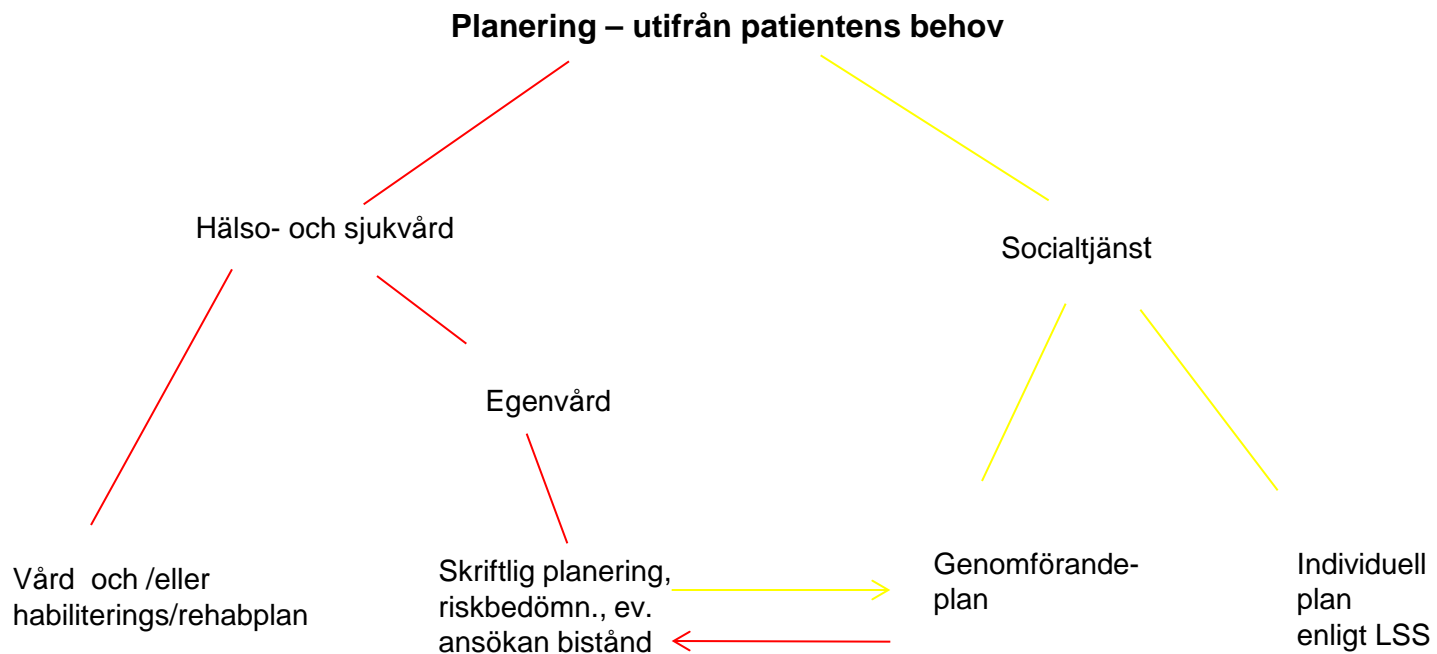 Planering – utifrån patientens behov
Hälso- och sjukvård
Socialtjänst
Egenvård
Vård och /eller
habiliterings/rehabplan
Skriftlig planering,
riskbedömn., ev.
ansökan bistånd
Genomförande-
plan
Individuell
plan
enligt LSS